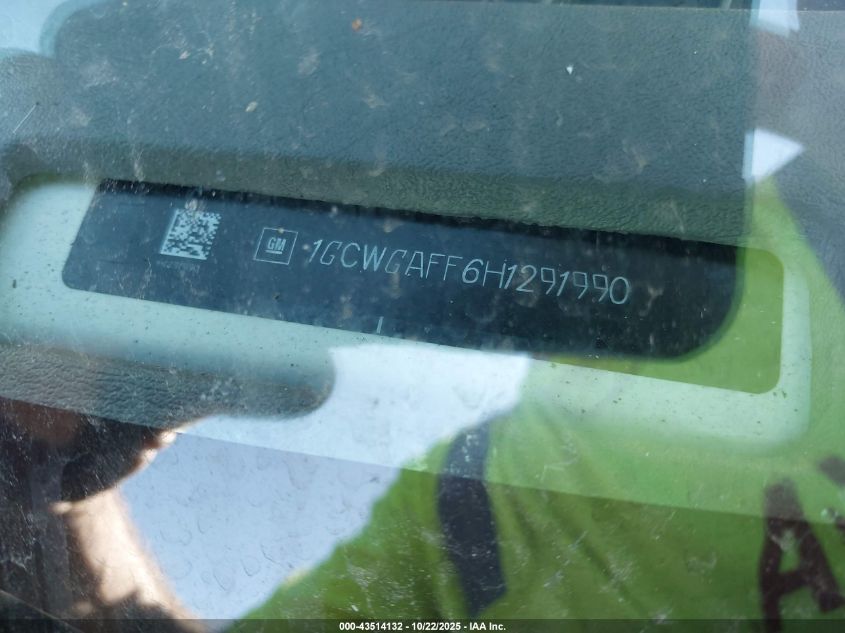 GM 1GCWGAFF6H1291990
000-43514132 - 10/22/2025 - IAA Inc.